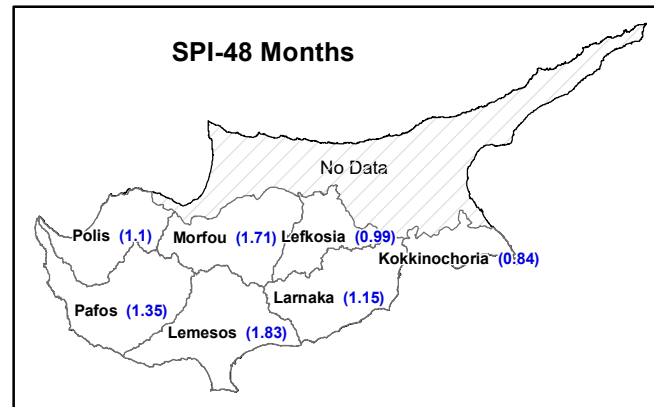 SPI-48 Months
No Data
Polis (1.1)
Morfou (1.71)
Lefkosia (0.99)
Kokkinochoria (0.84)
Pafos (1.35)
Larnaka (1.15)
Lemesos (1.83)